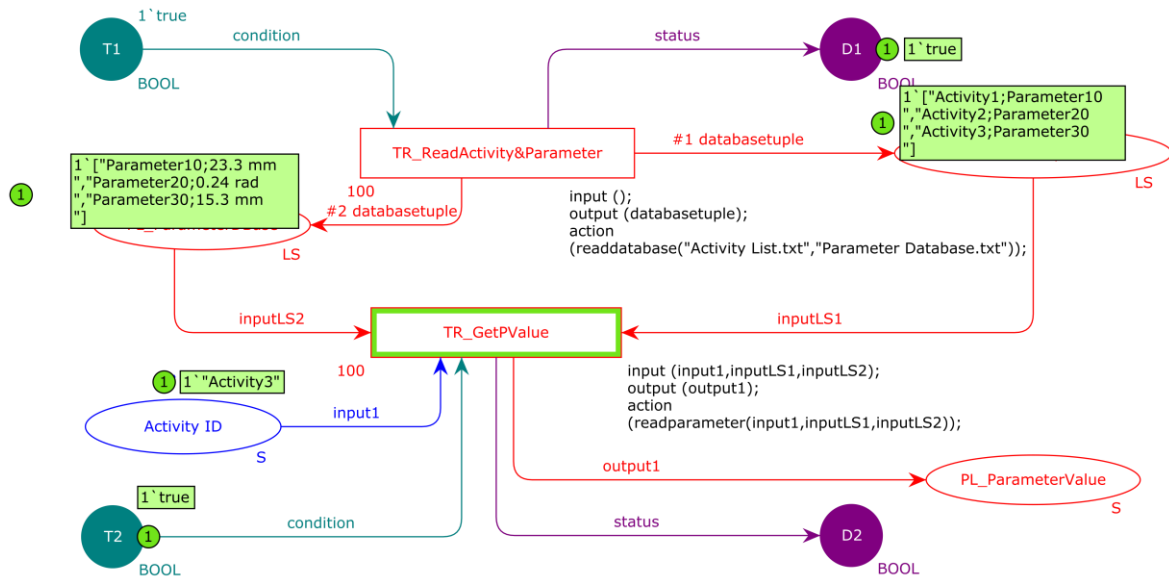 1`true
T1
condition
BOOL
status
D1
1
1`true
BOOL
TR_ReadActivity&Parameter
100
#1 databasetuple
1
1`["Activity1;Parameter10
","Activity2;Parameter20
","Activity3;Parameter30
"]
LS
1
1`["Parameter10;23.3 mm
","Parameter20;0.24 rad
","Parameter30;15.3 mm
"]
#2 databasetuple
LS
input ();
output (databasetuple);
action
(readdatabase("Activity List.txt","Parameter Database.txt"));
inputLS2
TR_GetPValue
inputLS1
100
1
1`"Activity3"
Activity ID
S
input1
input (input1,inputLS1,inputLS2);
output (output1);
action
(readparameter(input1,inputLS1,inputLS2));
output1
PL_ParameterValue
S
1`true
T2
1
condition
BOOL
status
D2
BOOL